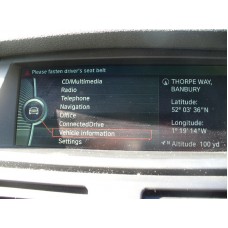 Please fasten driver's seat belt
CD/Multimedia
Radio
Telephone
Navigation
Office
ConnectedDrive
Vehicle information
Settings
THORPE WAY,
BANBURY
Latitude:
52° 03' 36"N
Longitude:
1° 19' 14"W
Altitude 100 yd